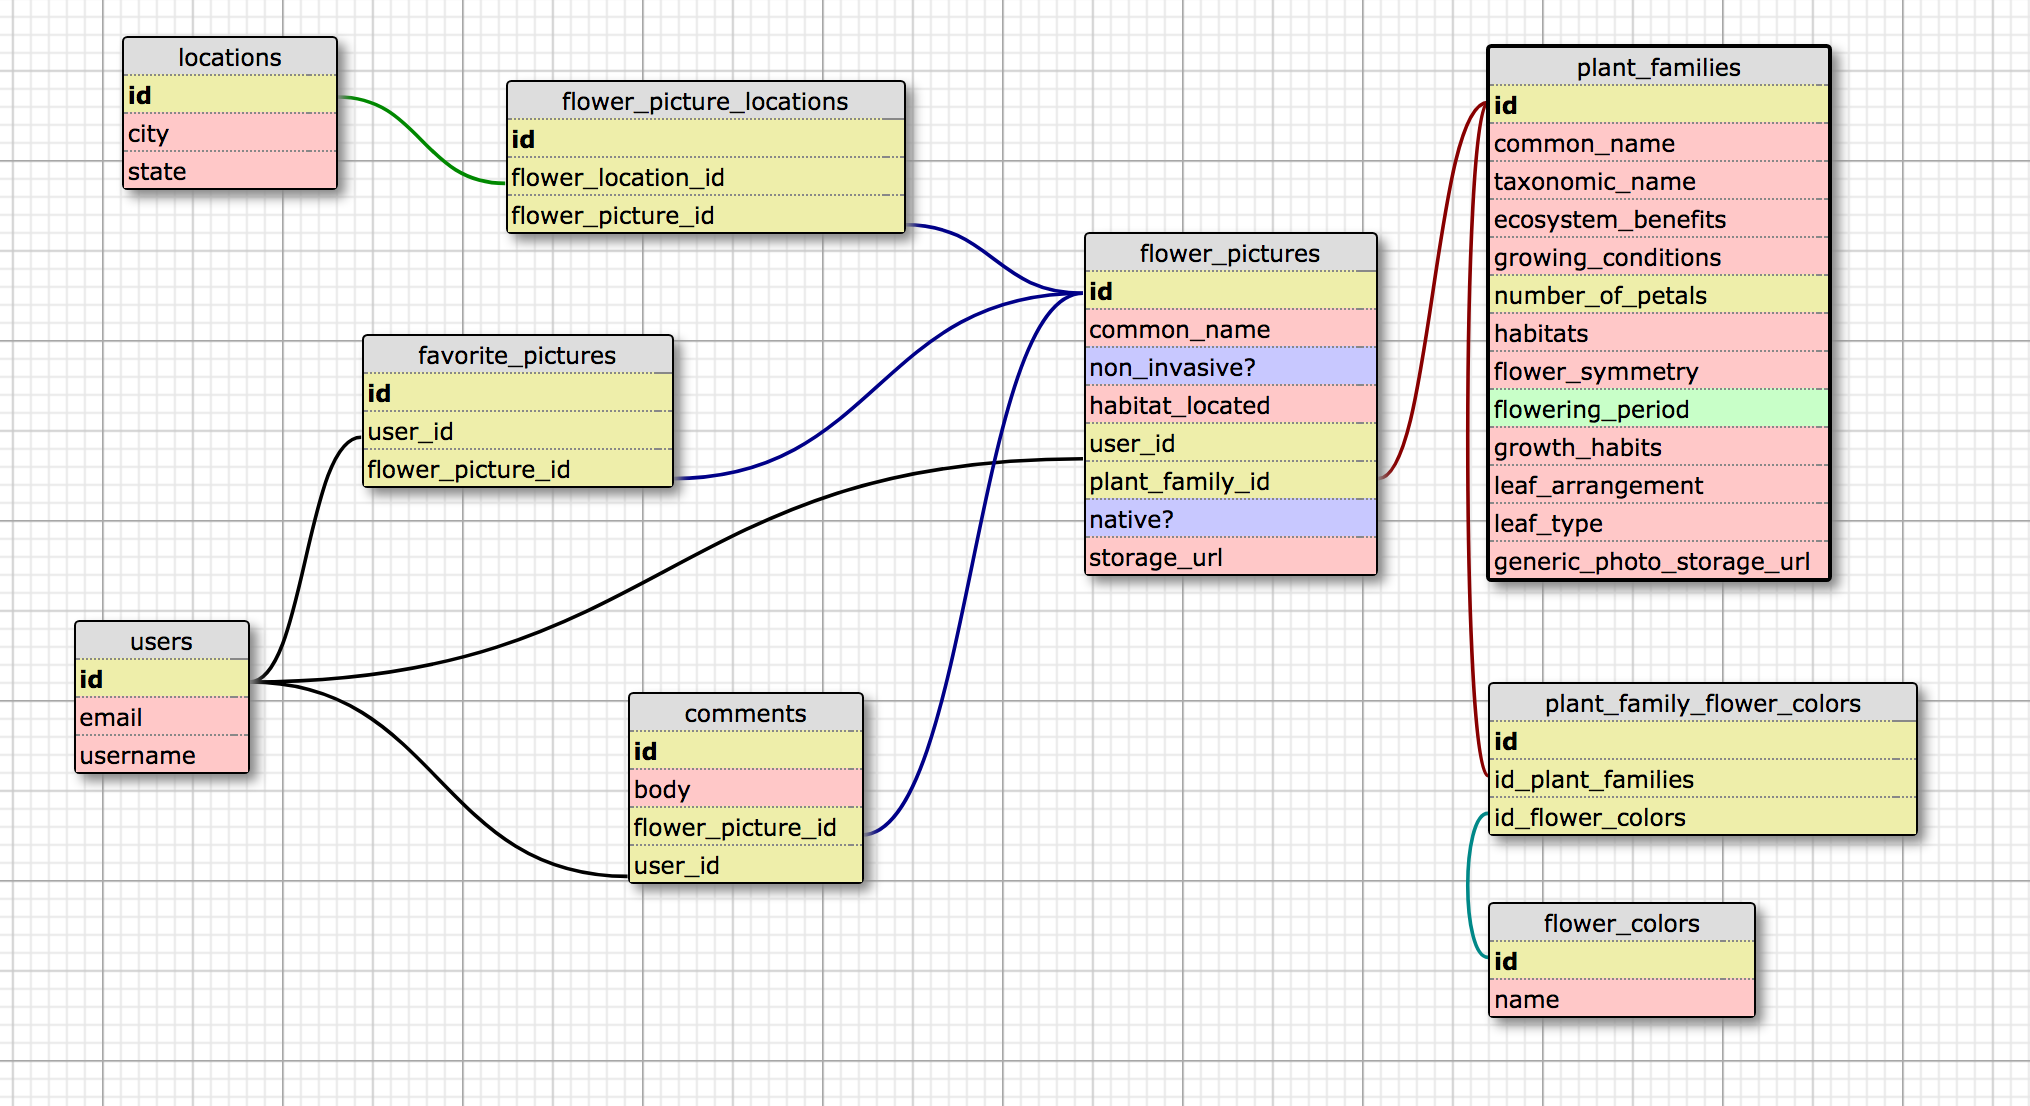 locations
id
city
state
flower_picture_locations
id
flower_location_id
flower_picture_id
favorite_pictures
id
user_id
flower_picture_id
users
id
email
username
comments
id
body
flower_picture_id
user_id
flower_pictures
id
common_name
non_invasive?
habitat_located
user_id
plant_family_id
native?
storage_url
plant_families
id
common_name
taxonomic_name
ecosystem_benefits
growing_conditions
number_of_petals
habitats
flower_symmetry
flowering_period
growth_habits
leaf_arrangement
leaf_type
generic_photo_storage_url
plant_family_flower_colors
id
id_plant_families
id_flower_colors
flower_colors
id
name